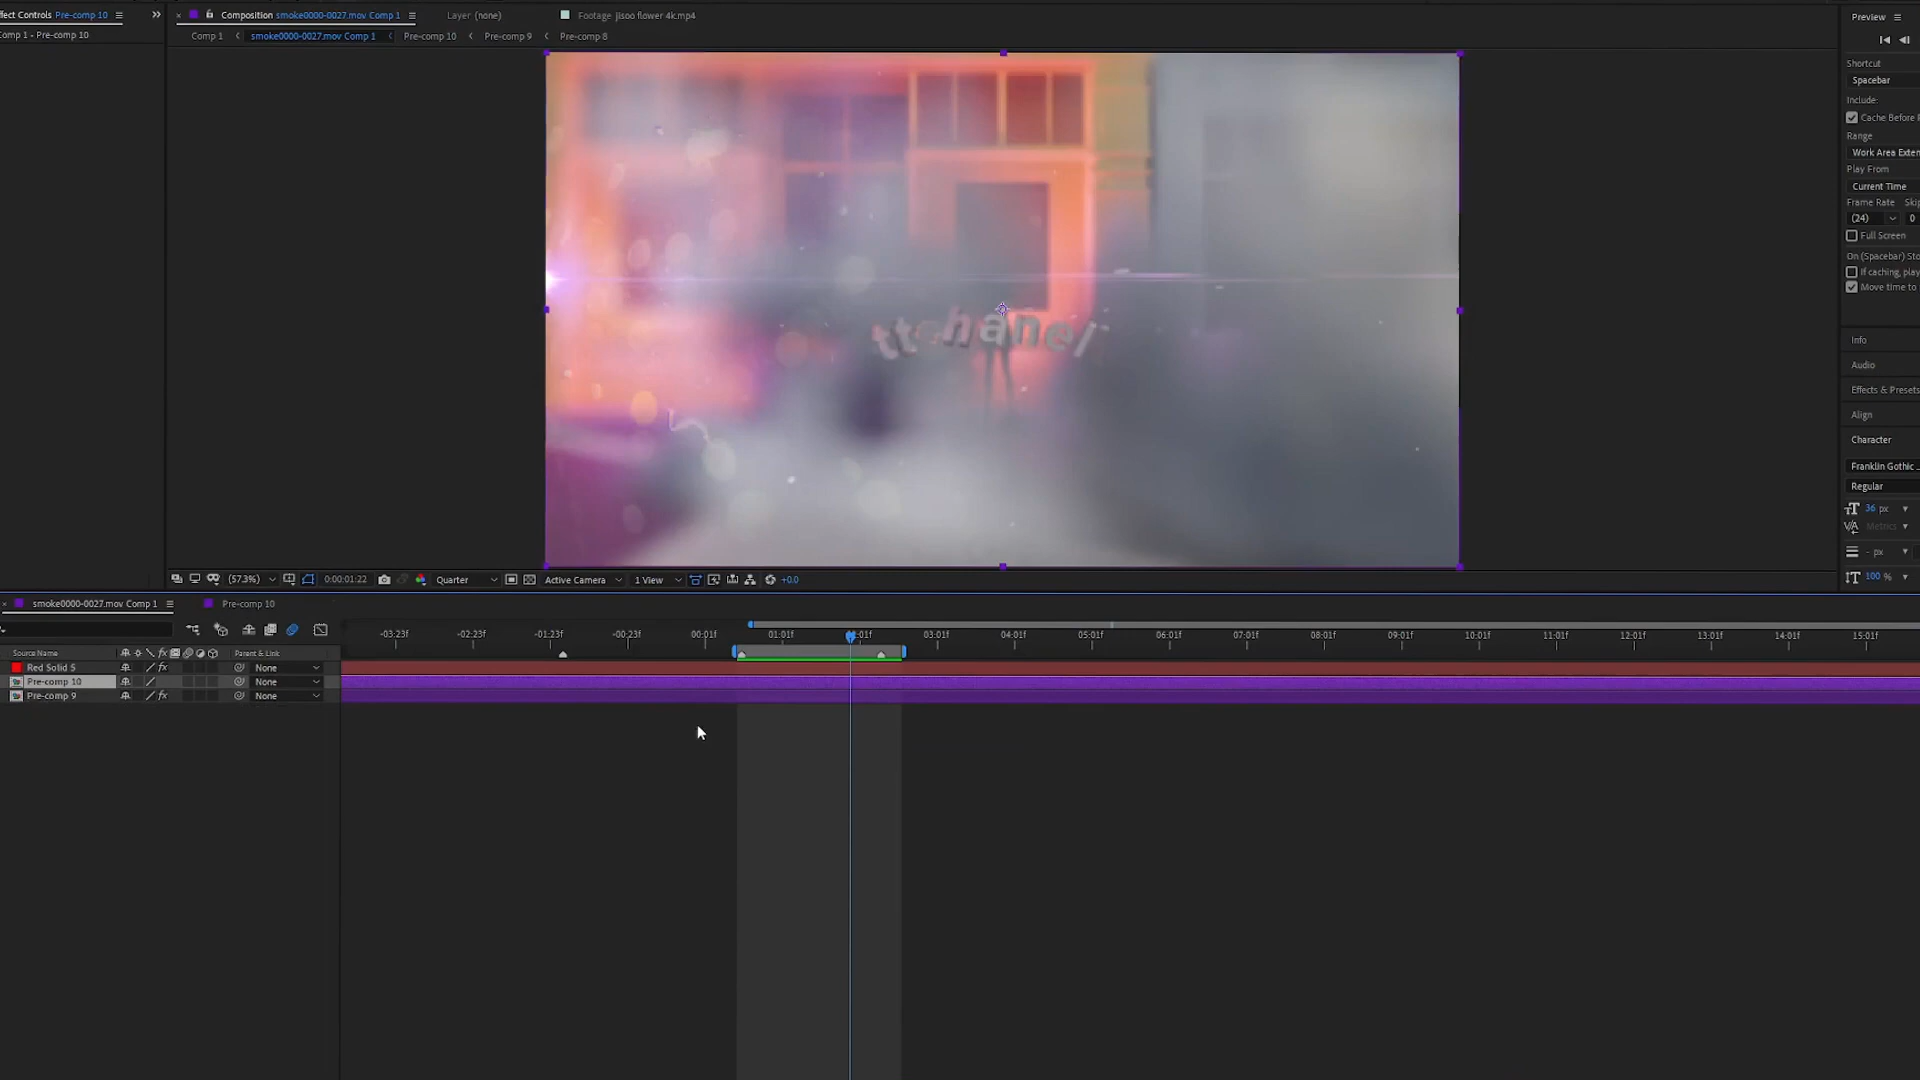 ffect Controls Pre-comp 10
Composition smoke0000-0027.mov Comp 1
Layer (none)
Footage jisoo flower 4k.mp4
Preview
Comp 1 - Pre-comp 10
Comp 1
smoke0000-0027.mov Comp 1
Pre-comp 10
Pre-comp 9
Pre-comp 8
Shortcut
Spacebar
Include:
Cache Before P
Range
Work Area Exten
Play From
Current Time
Frame Rate Skip
(24) 0
Full Screen
On (Spacebar) Sto
If caching, play
Move time to
Info
Audio
Effects & Presets
Align
Character
Franklin Gothic ...
Regular
36 px
Metrics
- px
100 %
ttchanel
(57.3%)
0:00:01:22
Quarter
Active Camera
1 View
+0.0
smoke0000-0027.mov Comp 1
Pre-comp 10
-03:23f -02:23f -01:23f -00:23f 00:01f 01:01f 02:01f 03:01f 04:01f 05:01f 06:01f 07:01f 08:01f 09:01f 10:01f 11:01f 12:01f 13:01f 14:01f 15:01f
Source Name
Parent & Link
Red Solid 5 None
Pre-comp 10 None
Pre-comp 9 None